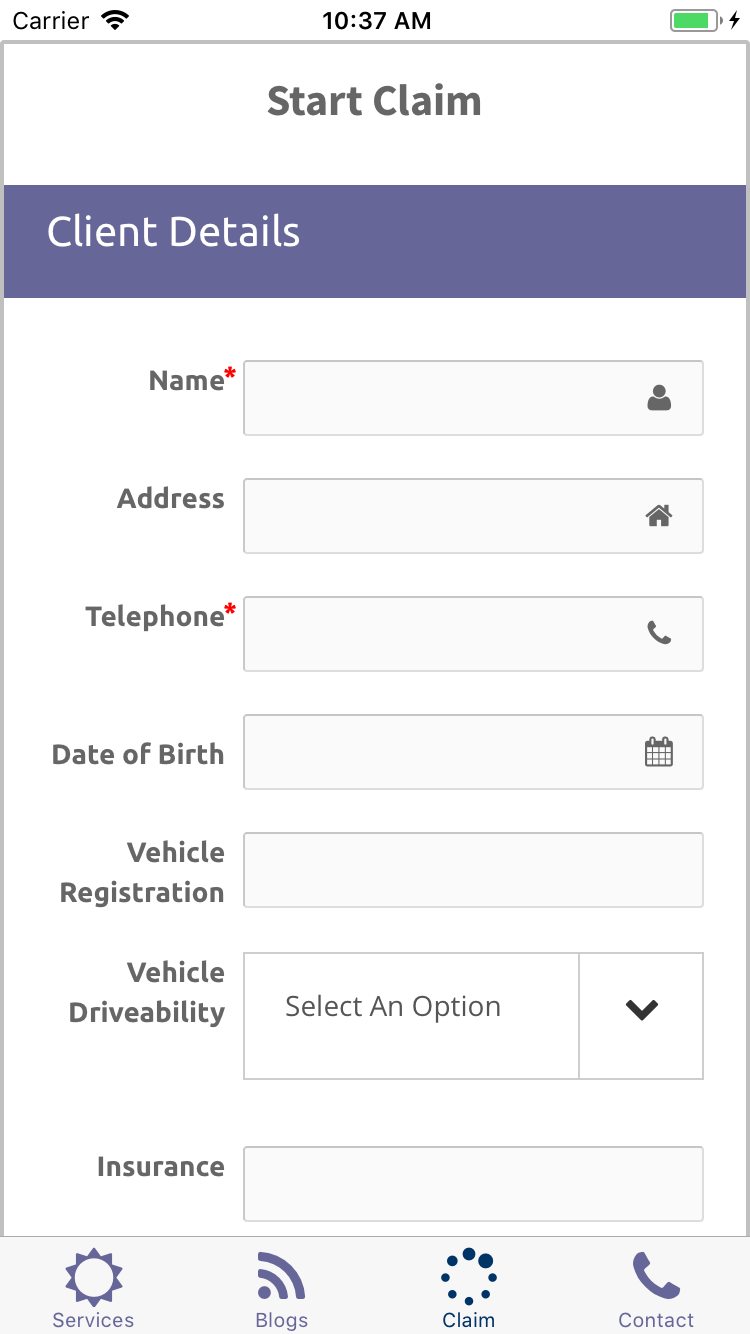 Carrier 10:37 AM
Start Claim
Client Details
Name*
Address
Telephone*
Date of Birth
Vehicle
Registration
Vehicle
Driveability
Select An Option
Insurance
Services Blogs Claim Contact